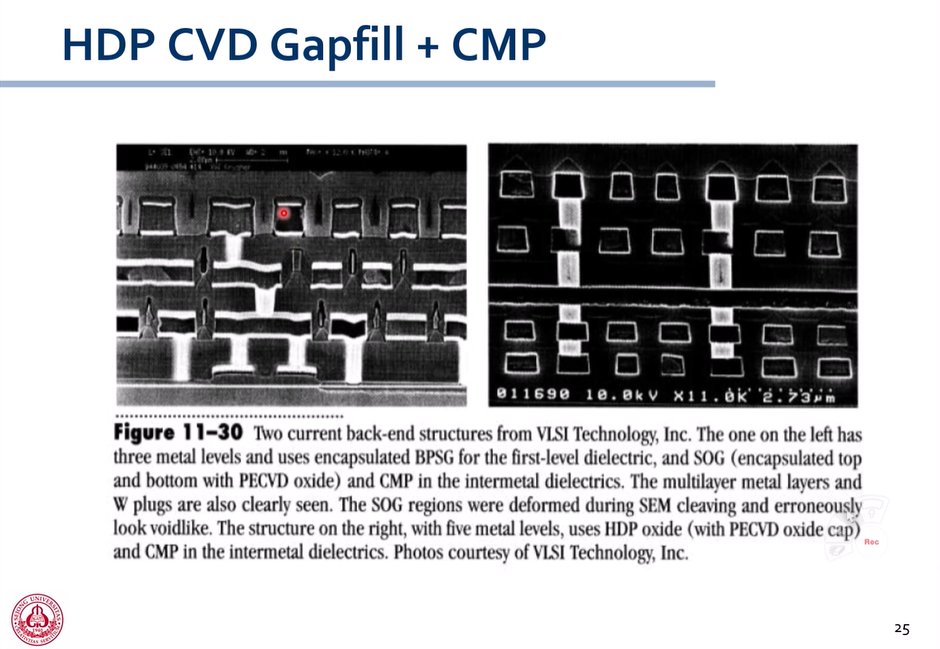 HDP CVD Gapfill + CMP
011690 10.0kV X11.0K 2.73µm
Figure 11–30 Two current back-end structures from VLSI Technology, Inc. The one on the left has
three metal levels and uses encapsulated BPSG for the first-level dielectric, and SOG (encapsulated top
and bottom with PECVD oxide) and CMP in the intermetal dielectrics. The multilayer metal layers and
W plugs are also clearly seen. The SOG regions were deformed during SEM cleaving and erroneously
look voidlike. The structure on the right, with five metal levels, uses HDP oxide (with PECVD oxide cap)
and CMP in the intermetal dielectrics. Photos courtesy of VLSI Technology, Inc.
Rec
25